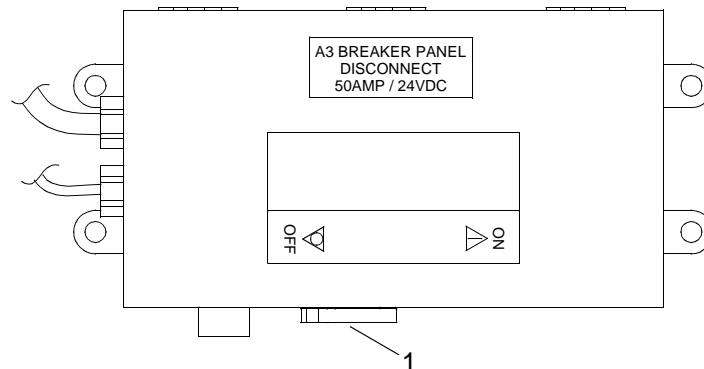 A3 BREAKER PANEL
DISCONNECT
50AMP / 24VDC
OFF
ON
1